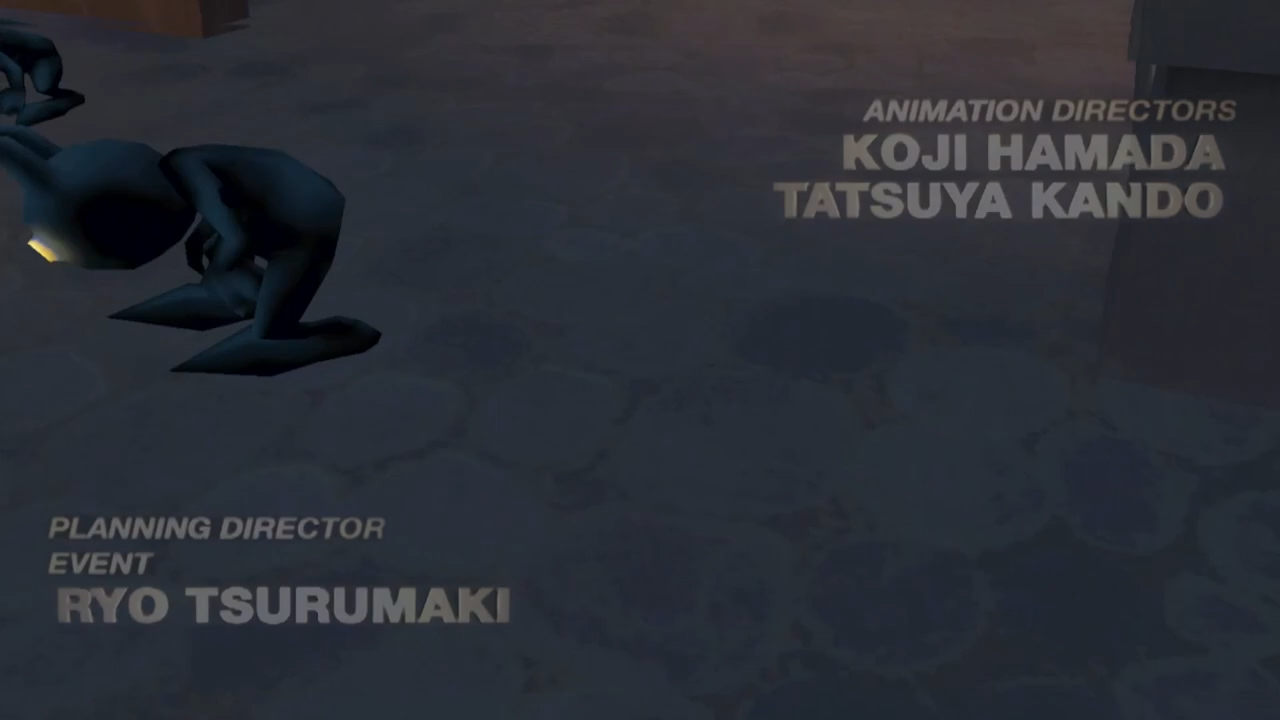 ANIMATION DIRECTORS
KOJI HAMADA
TATSUYA KANDO
PLANNING DIRECTOR
EVENT
RYO TSURUMAKI